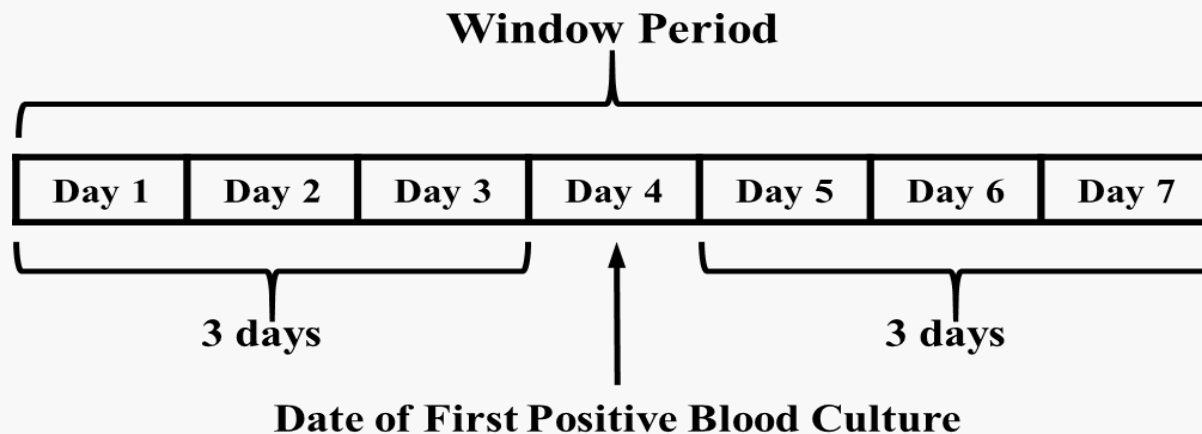 Window Period
Day 1 Day 2 Day 3 Day 4 Day 5 Day 6 Day 7
3 days 3 days
Date of First Positive Blood Culture